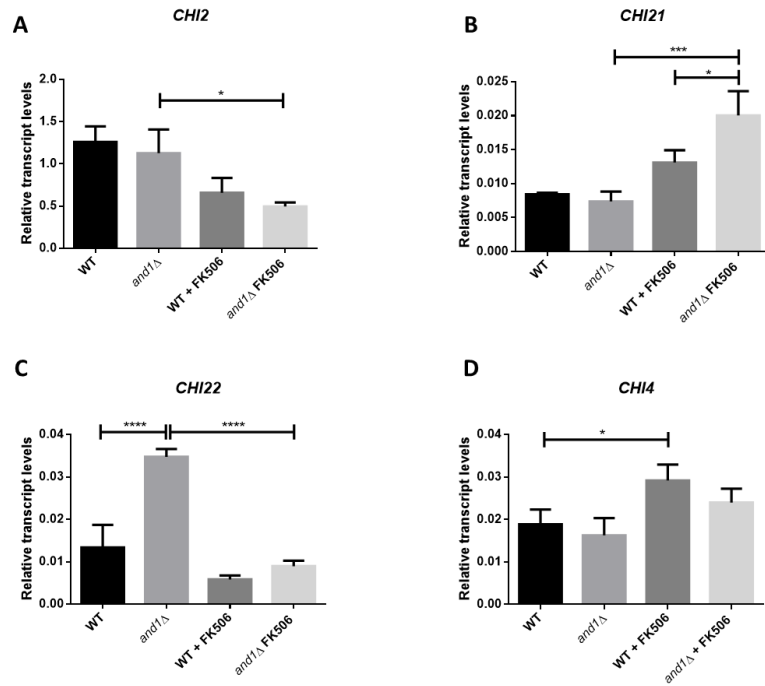 A
CHI2
Relative transcript levels
2.0
1.5
1.0
0.5
0.0
*
WT
and1Δ
WT + FK506
and1Δ FK506
B
CHI21
Relative transcript levels
0.025
0.020
0.015
0.010
0.005
0.000
***
*
WT
and1Δ
WT + FK506
and1Δ FK506
C
CHI22
Relative transcript levels
0.04
0.03
0.02
0.01
0.00
****
****
WT
and1Δ
WT + FK506
and1Δ FK506
D
CHI4
Relative transcript levels
0.04
0.03
0.02
0.01
0.00
*
WT
and1Δ
WT + FK506
and1Δ + FK506